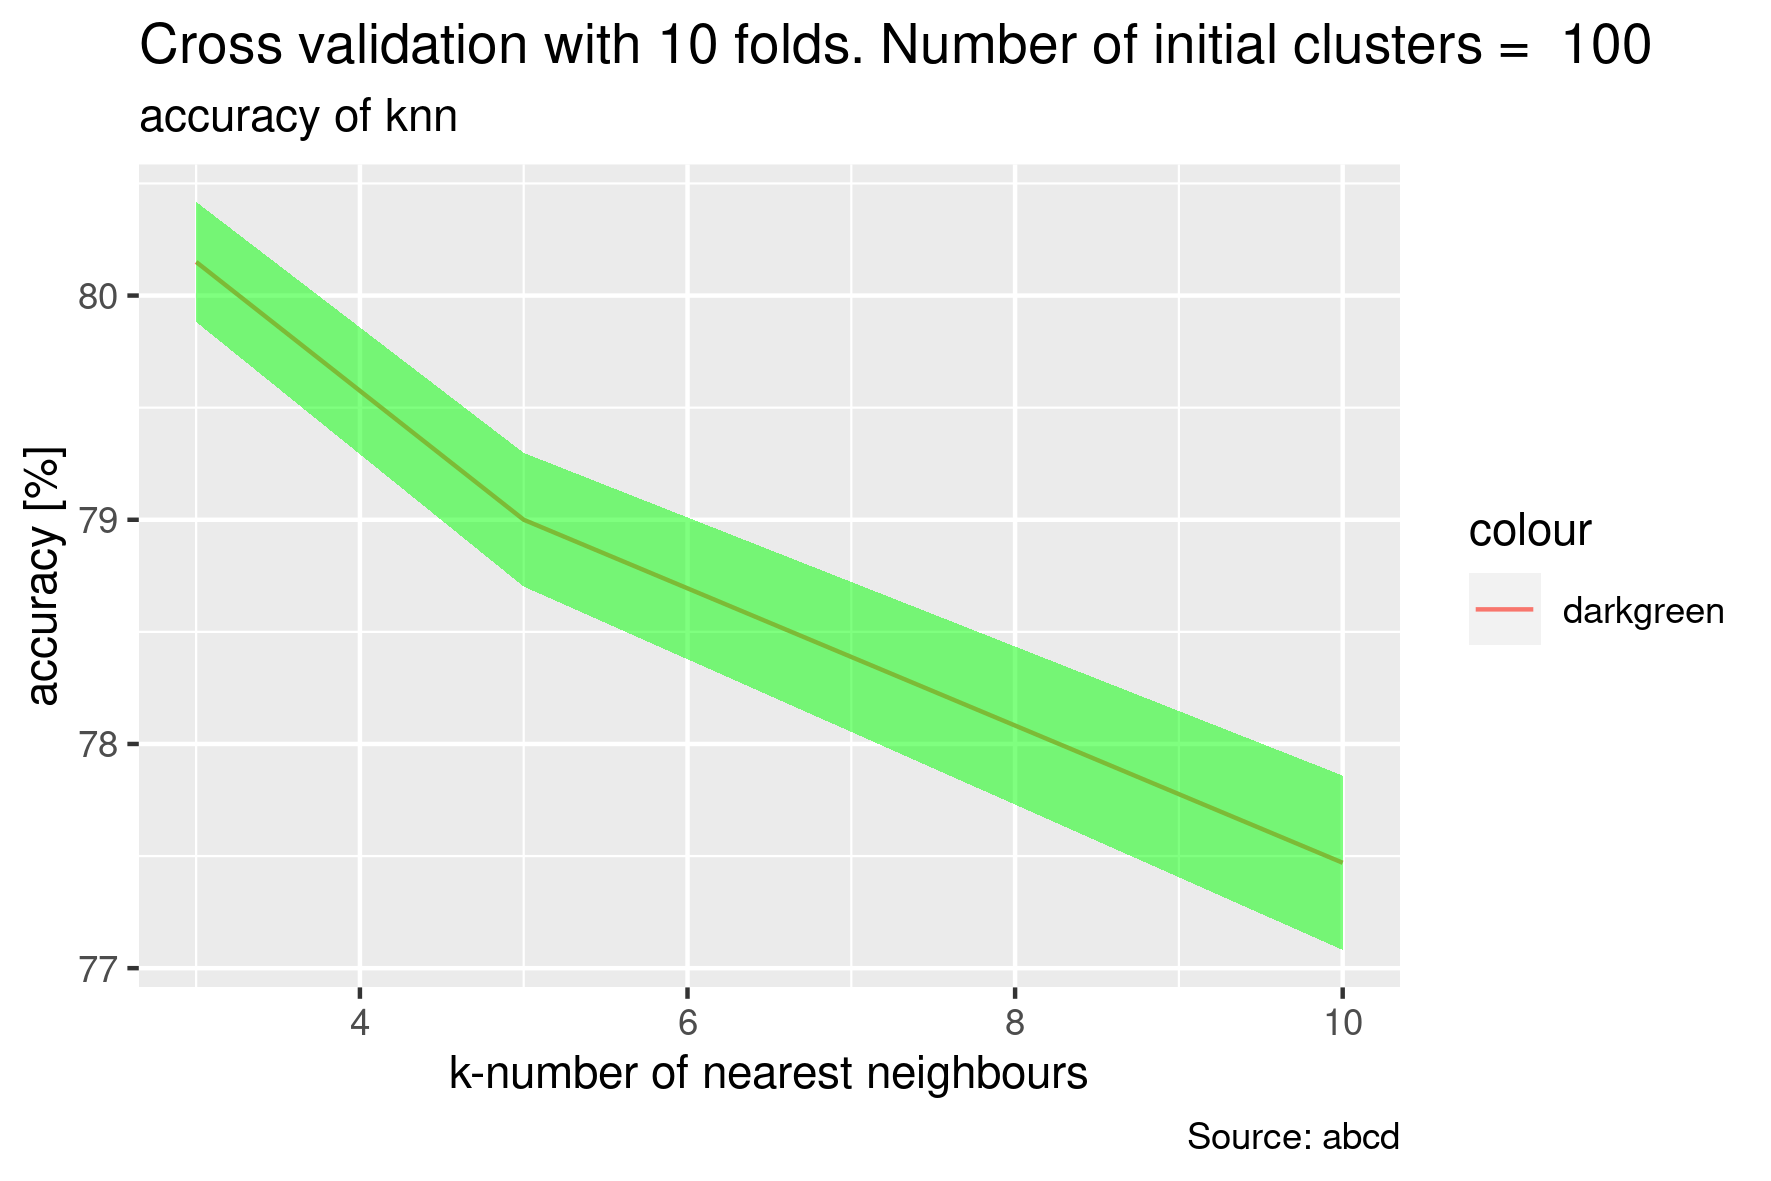 Cross validation with 10 folds. Number of initial clusters =  100
accuracy of knn
accuracy [%]
80
79
78
77
4 6 8 10
k-number of nearest neighbours
colour
darkgreen
Source: abcd